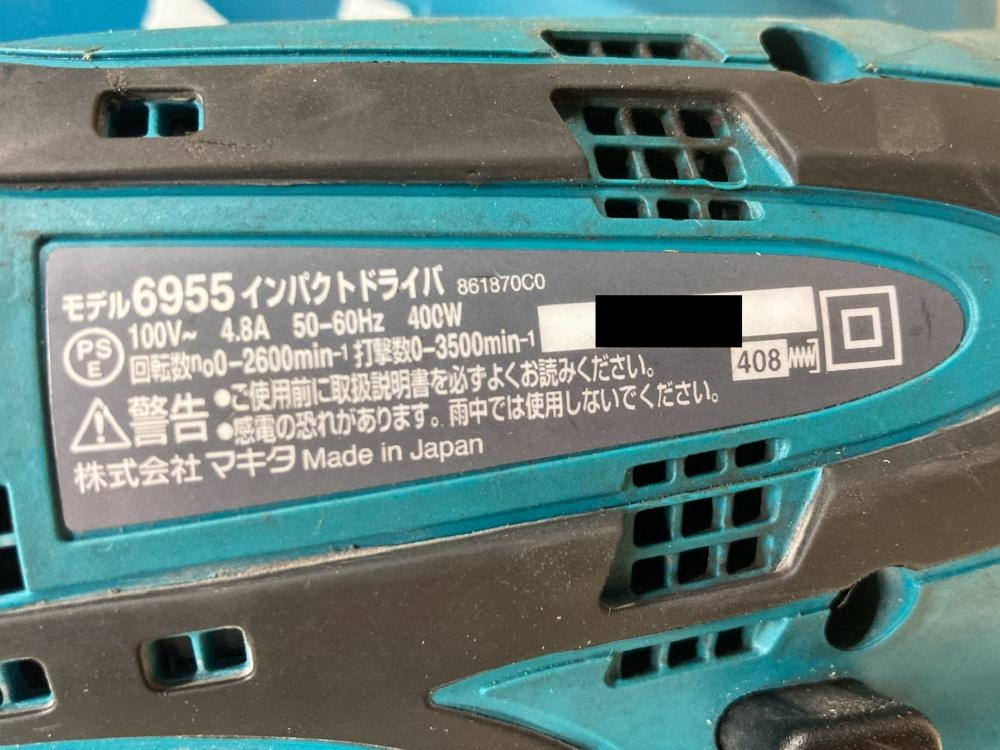 モデル6955インパクトドライバ 861870C0
PS
E
100V~ 4.8A 50-60Hz 400W
回転数n₀0-2600min-1 打撃数0-3500min-1
408
警告
●ご使用前に取扱説明書を必ずよくお読みください。
●感電の恐れがあります。雨中では使用しないでください。
株式会社 マキタ Made in Japan